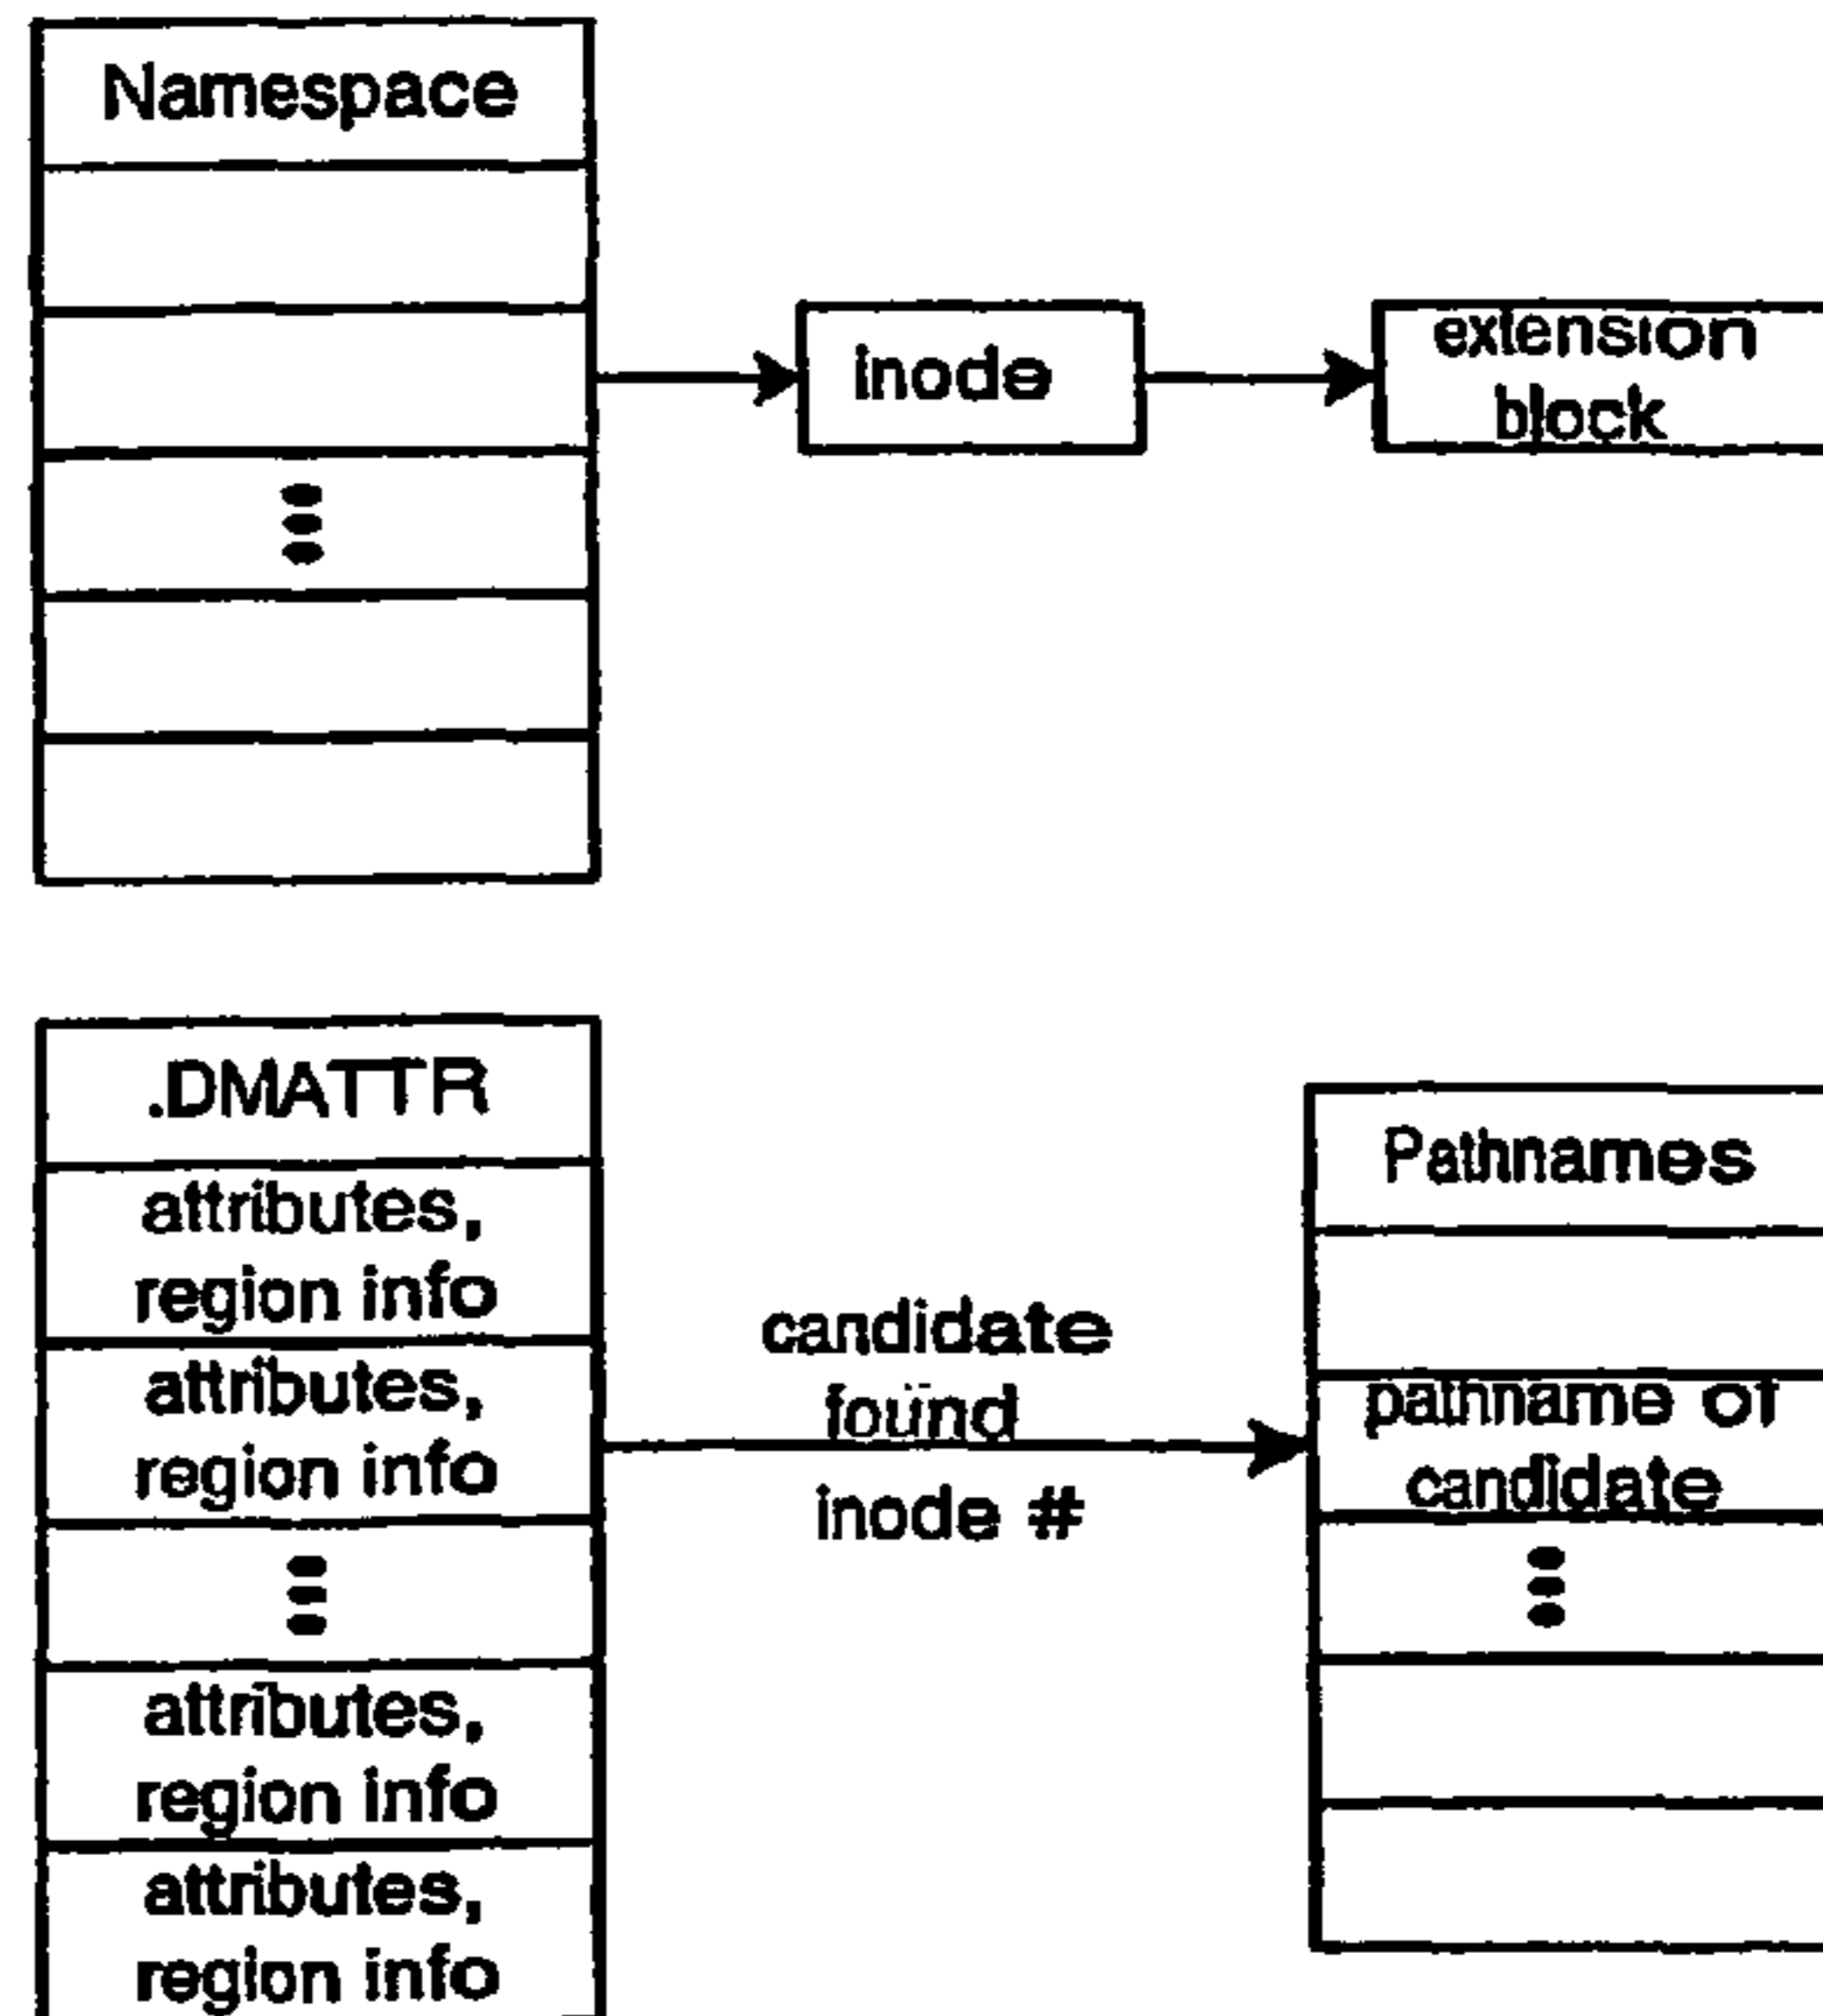 Namespace
inode
extension
block
.DMATTR
attributes,
region info
attributes,
region info
attributes,
region info
attributes,
region info
candidate
found
inode #
Pathnames
pathname of
candidate